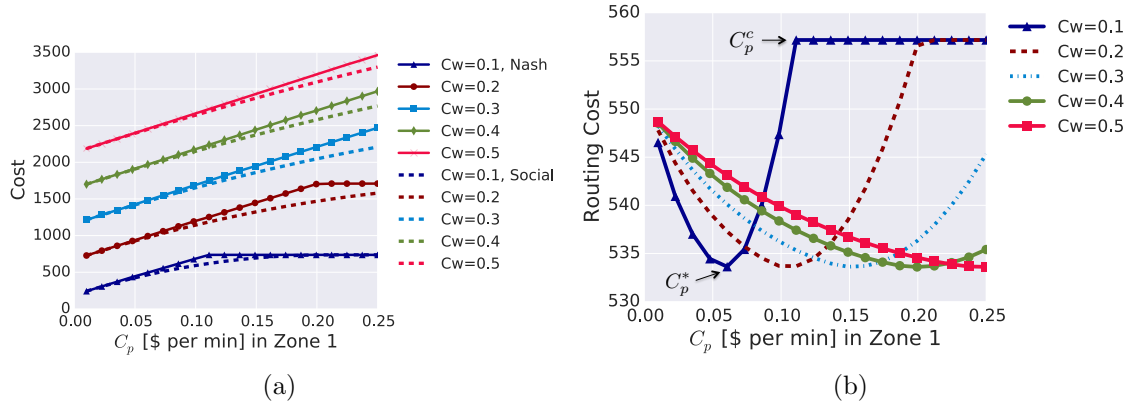 3500
3000
2500
2000
1500
1000
500
0
Cost
0.00 0.05 0.10 0.15 0.20 0.25
C_p [$ per min] in Zone 1
Cw=0.1, Nash
Cw=0.2
Cw=0.3
Cw=0.4
Cw=0.5
Cw=0.1, Social
Cw=0.2
Cw=0.3
Cw=0.4
Cw=0.5
(a)
560
555
550
545
540
535
530
Routing Cost
C_p^c
C_p^*
0.00 0.05 0.10 0.15 0.20 0.25
C_p [$ per min] in Zone 1
Cw=0.1
Cw=0.2
Cw=0.3
Cw=0.4
Cw=0.5
(b)